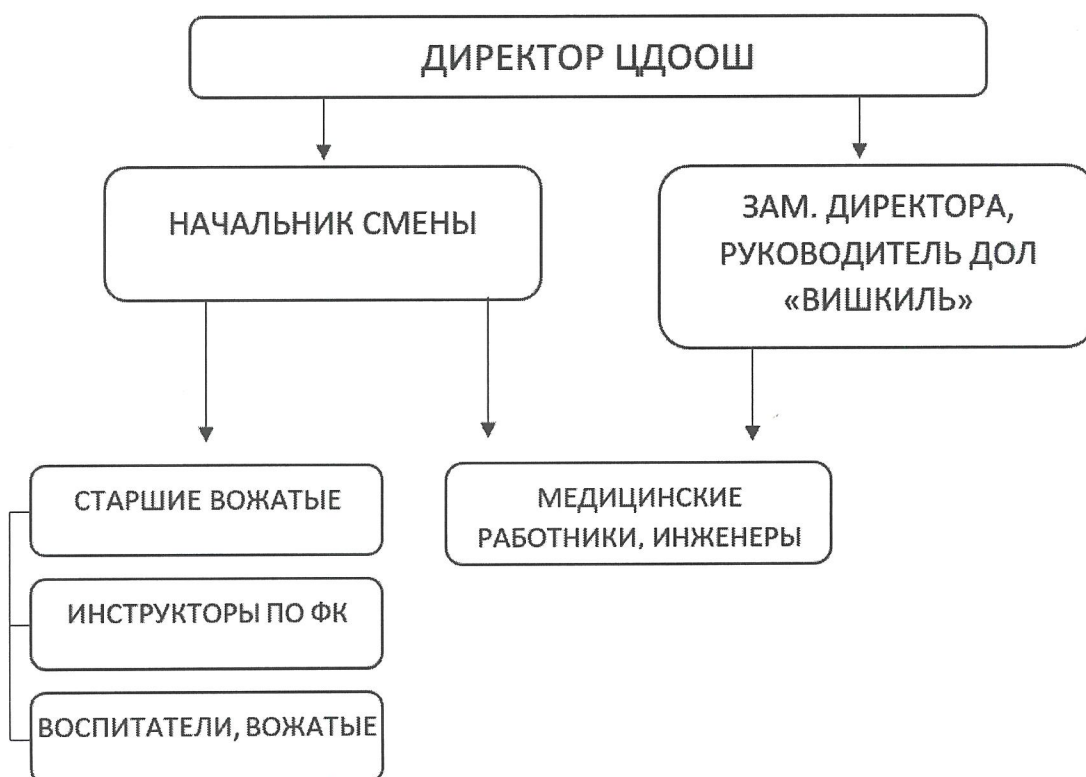 ДИРЕКТОР ЦДООШ
НАЧАЛЬНИК СМЕНЫ
ЗАМ. ДИРЕКТОРА,
РУКОВОДИТЕЛЬ ДОЛ
«ВИШКИЛЬ»
СТАРШИЕ ВОЖАТЫЕ
МЕДИЦИНСКИЕ
РАБОТНИКИ, ИНЖЕНЕРЫ
ИНСТРУКТОРЫ ПО ФК
ВОСПИТАТЕЛИ, ВОЖАТЫЕ